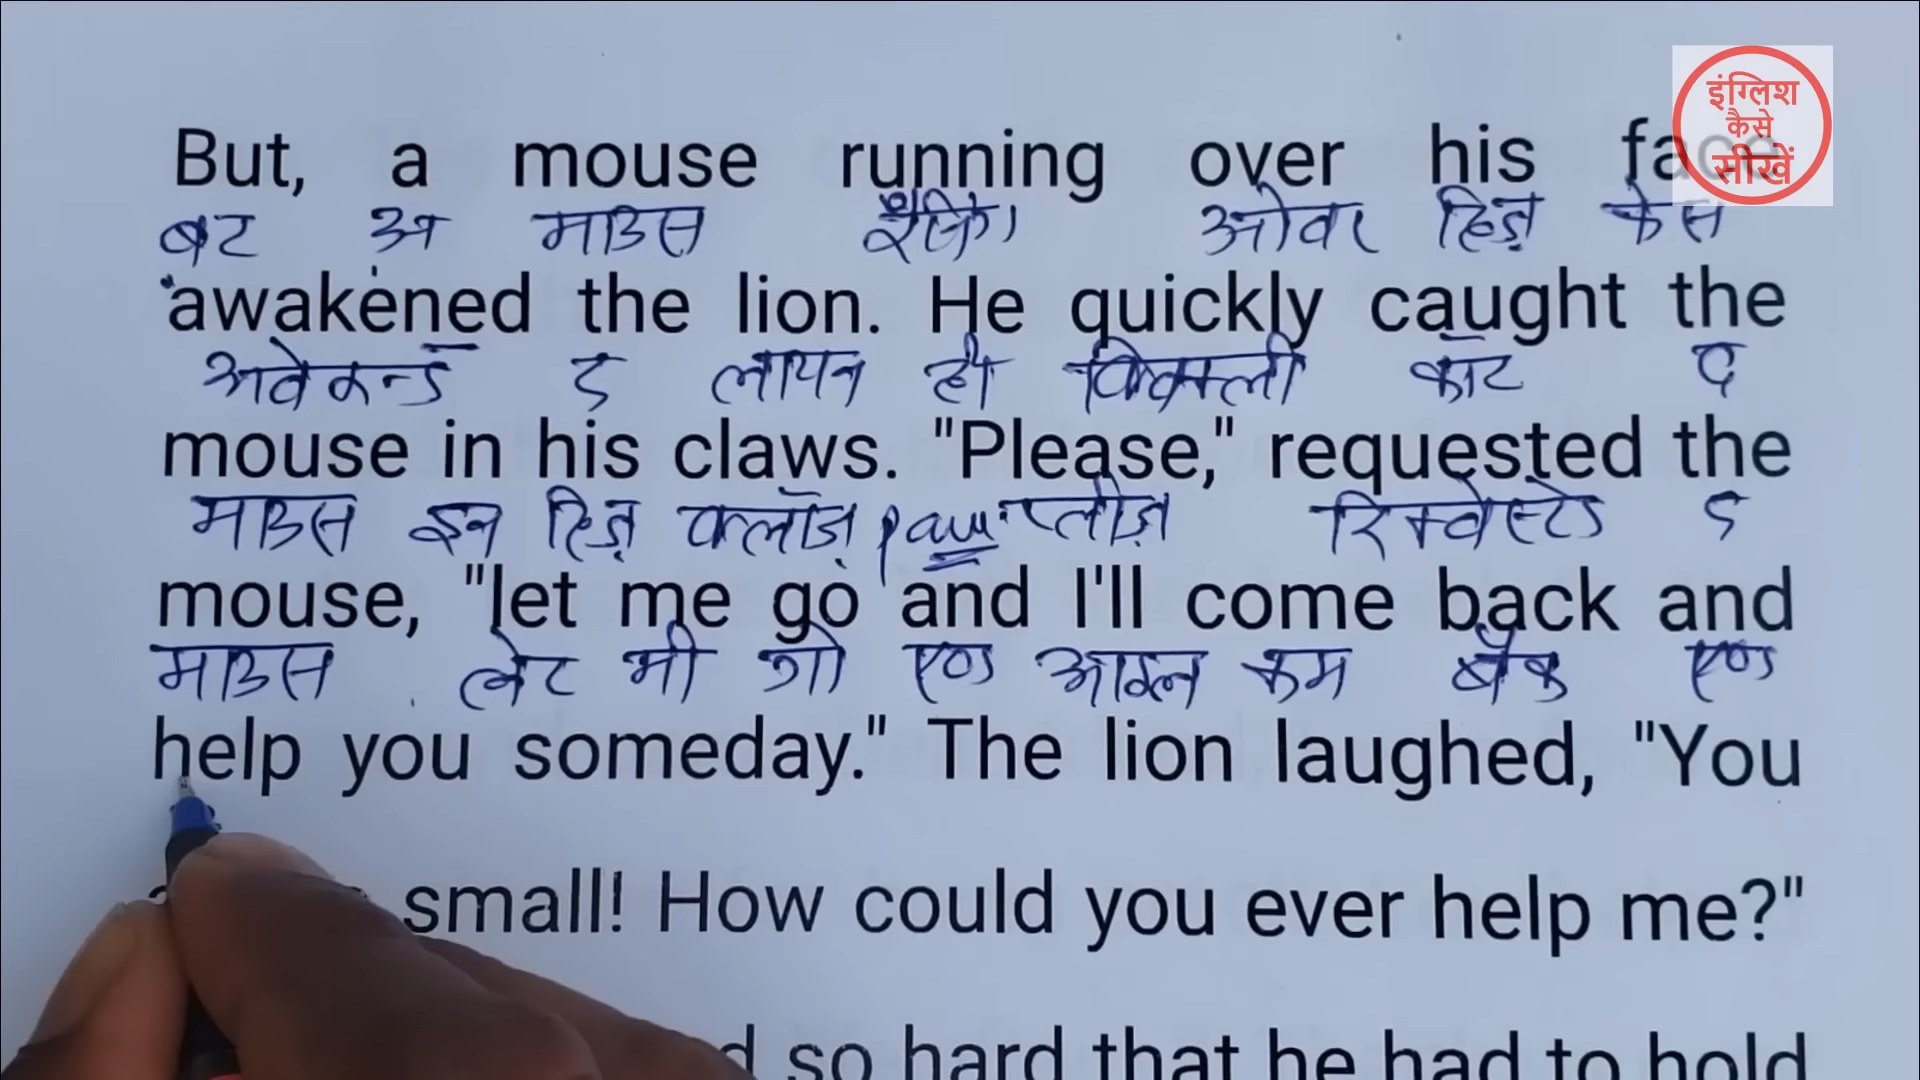 इंग्लिश
कैसे
सीखें
But, a mouse running over his face
बट अ माउस ओवर हिज़ फेस
awakened the lion. He quickly caught the
अवेकन्ड द लायन ही क्विक्ली कॉट द
mouse in his claws. "Please," requested the
माउस इन हिज़ क्लॉज़ paw प्लीज़ रिक्वेस्टेड द
mouse, "let me go and I'll come back and
माउस लेट मी गो एण्ड आइल कम बैक एण्ड
help you someday." The lion laughed, "You
small! How could you ever help me?"
so hard that he had to hold